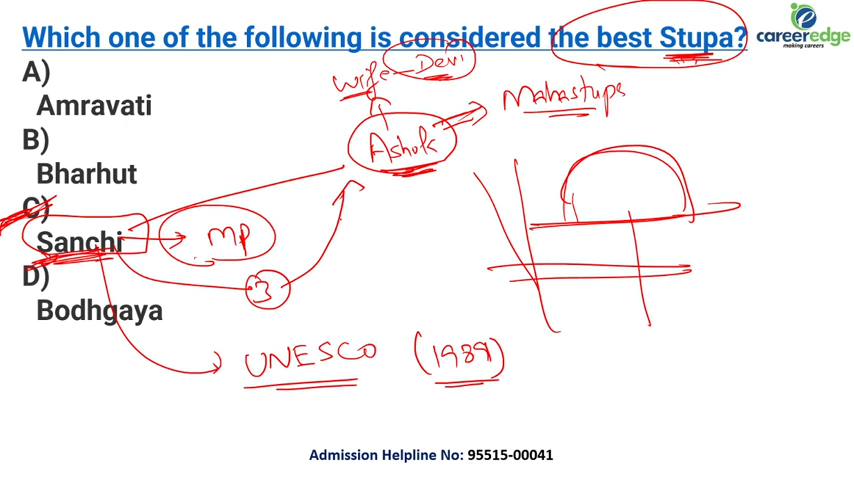 Which one of the following is considered the best Stupa?
careeredge
making careers
A)
Amravati
B)
Bharhut
C)
Sanchi
D)
Bodhgaya
wife Devi
Mahastupa
Ashok
MP
3
UNESCO (1989)
Admission Helpline No: 95515-00041